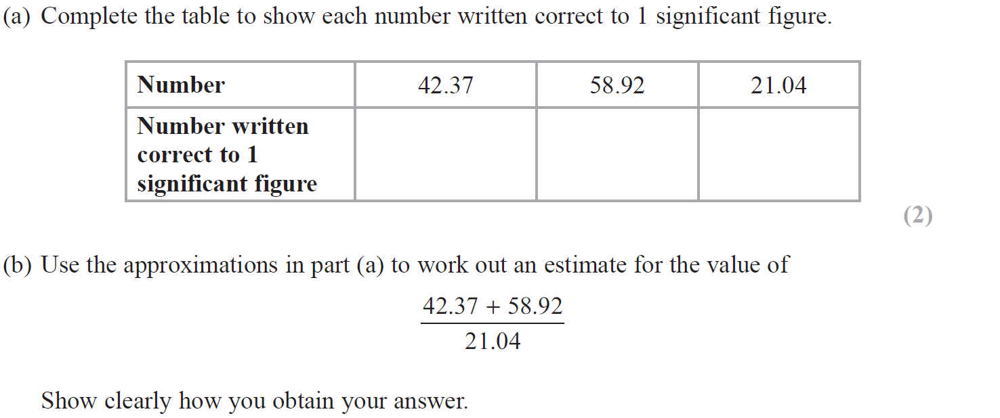 (a) Complete the table to show each number written correct to 1 significant figure.
Number 42.37 58.92 21.04
Number written
correct to 1
significant figure
(2)
(b) Use the approximations in part (a) to work out an estimate for the value of
42.37 + 58.92
21.04
Show clearly how you obtain your answer.